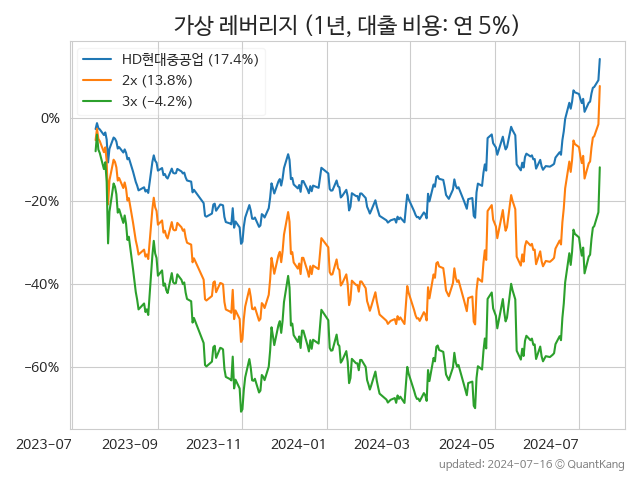 가상 레버리지 (1년, 대출 비용: 연 5%)
HD현대중공업 (17.4%)
2x (13.8%)
3x (−4.2%)
0%
−20%
−40%
−60%
2023-07 2023-09 2023-11 2024-01 2024-03 2024-05 2024-07
updated: 2024-07-16 © QuantKang